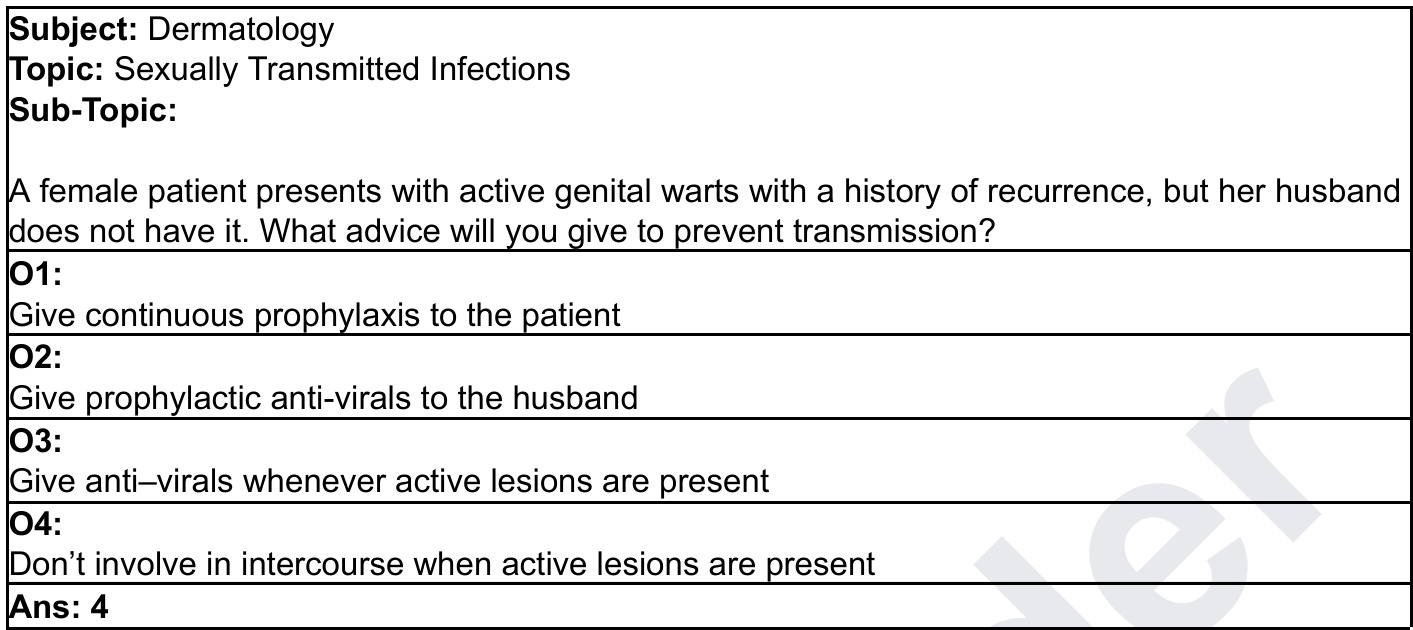 Subject: Dermatology
Topic: Sexually Transmitted Infections
Sub-Topic:
A female patient presents with active genital warts with a history of recurrence, but her husband
does not have it. What advice will you give to prevent transmission?
O1:
Give continuous prophylaxis to the patient
O2:
Give prophylactic anti-virals to the husband
O3:
Give anti–virals whenever active lesions are present
O4:
Don’t involve in intercourse when active lesions are present
Ans: 4
der